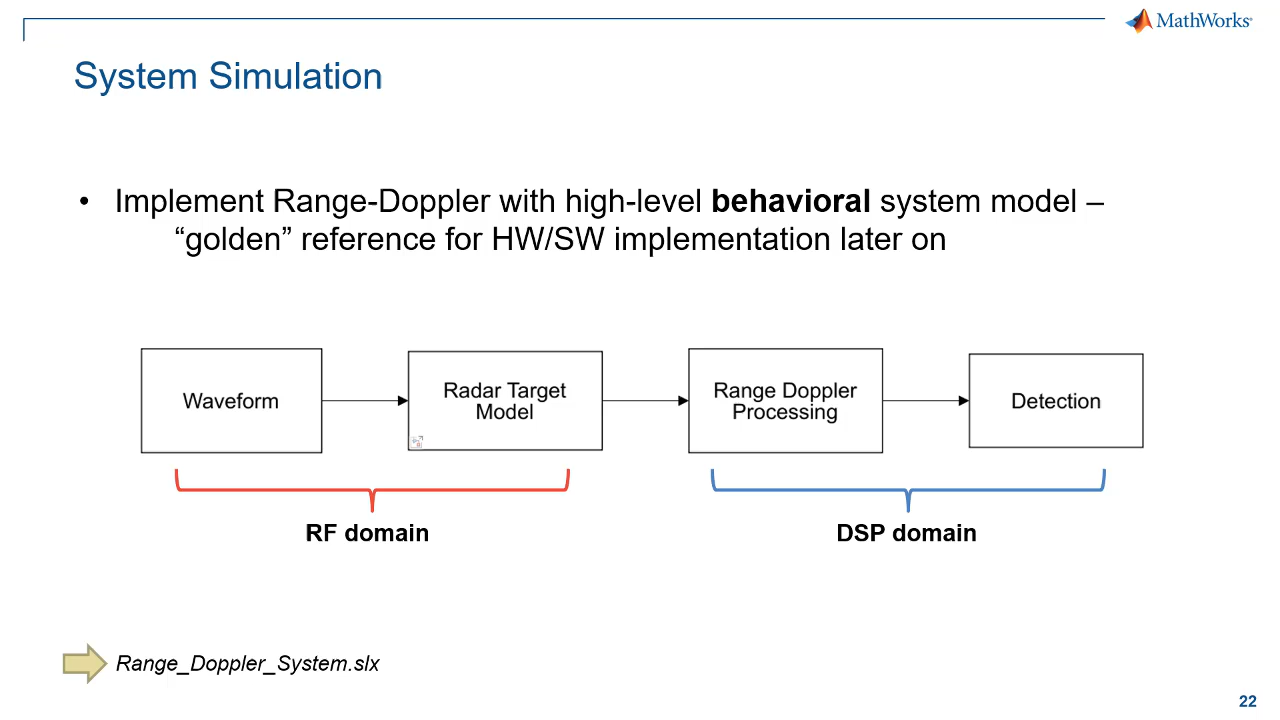 MathWorks
System Simulation
• Implement Range-Doppler with high-level behavioral system model –
“golden” reference for HW/SW implementation later on
Waveform
Radar Target
Model
Range Doppler
Processing
Detection
RF domain
DSP domain
Range_Doppler_System.slx
22